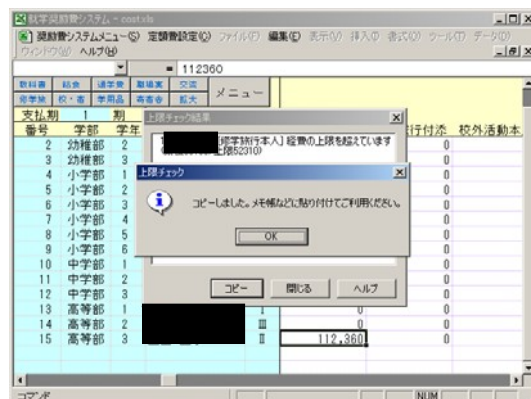 就学奨励費システム - cost.xls
奨励費システムメニュー(S) 定額費設定(Q) ファイル(F) 編集(E) 表示(V) 挿入(I) 書式(O) ツール(T) データ(D)
ウィンドウ(W) ヘルプ(H)
= 112360
教科書 給食 通学費 職場実 交流
修学旅 校・宿 学用品 寄宿舎 拡大
メニュー
支払期 1 期
番号 学部 学年
行付添 校外活動本
2 幼稚部 2 0
3 幼稚部 3 0
4 小学部 1 0
5 小学部 2 0
6 小学部 3 0
7 小学部 4 0
8 小学部 5 0
9 小学部 6 0
10 中学部 1 0
11 中学部 2 0
12 中学部 3 0
13 高等部 1 I 0 0
14 高等部 2 III 0 0
15 高等部 3 II 112,360 0
上限チェック結果
[修学旅行本人] 経費の上限を超えています
上限52310)
上限チェック
コピーしました。メモ帳などに貼り付けてご利用ください。
OK
コピー 閉じる ヘルプ
コマンド NUM